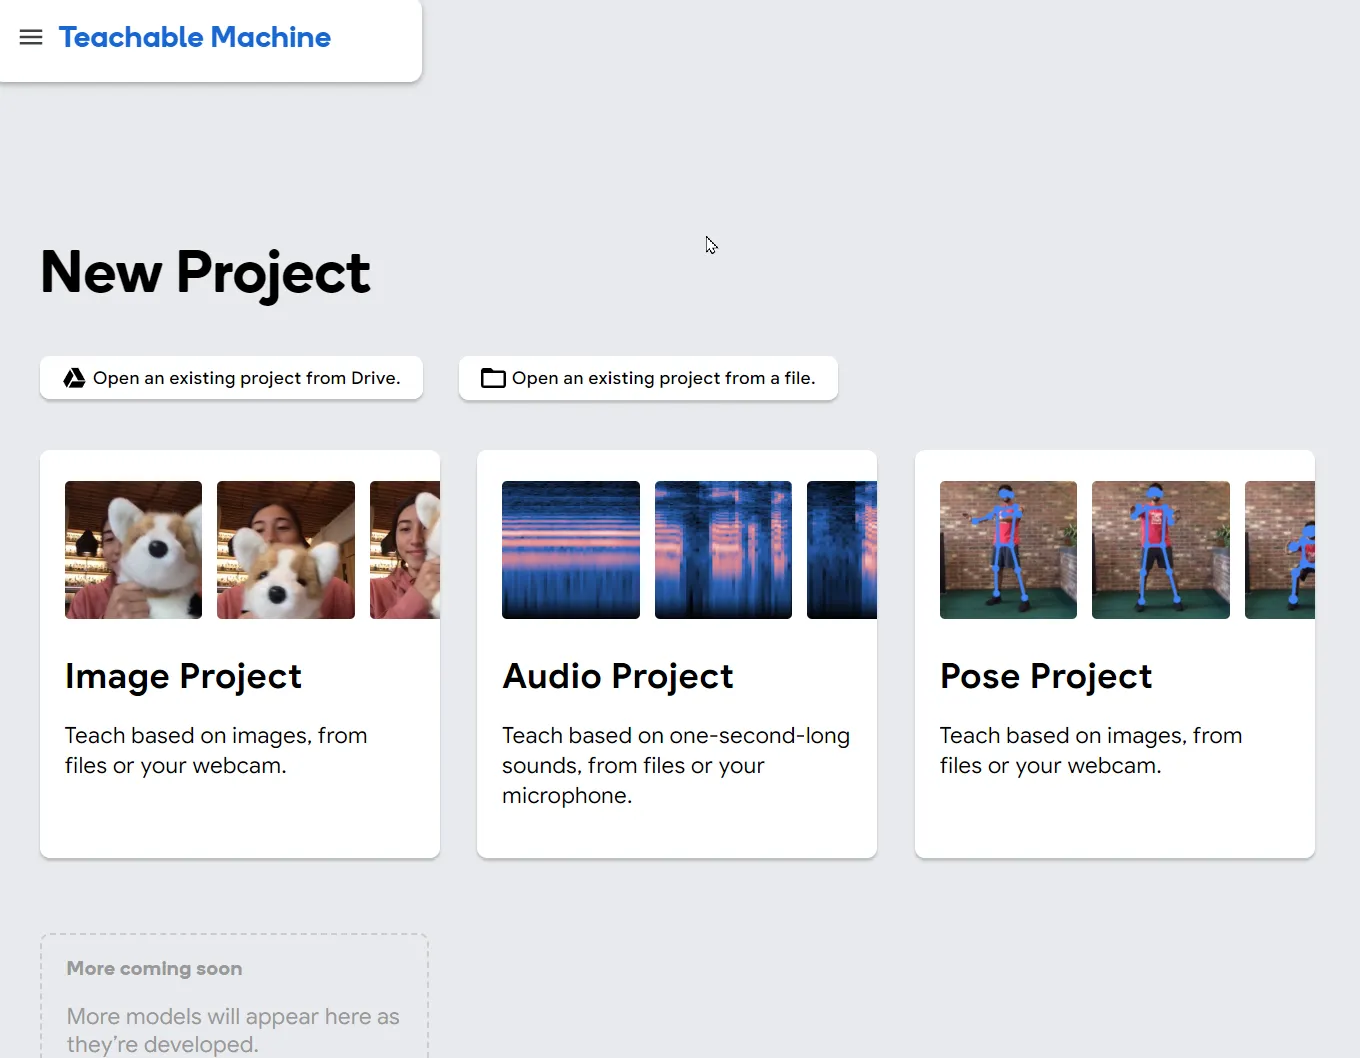 Teachable Machine
New Project
Open an existing project from Drive.
Open an existing project from a file.
Image Project
Teach based on images, from
files or your webcam.
Audio Project
Teach based on one-second-long
sounds, from files or your
microphone.
Pose Project
Teach based on images, from
files or your webcam.
More coming soon
More models will appear here as
they’re developed.